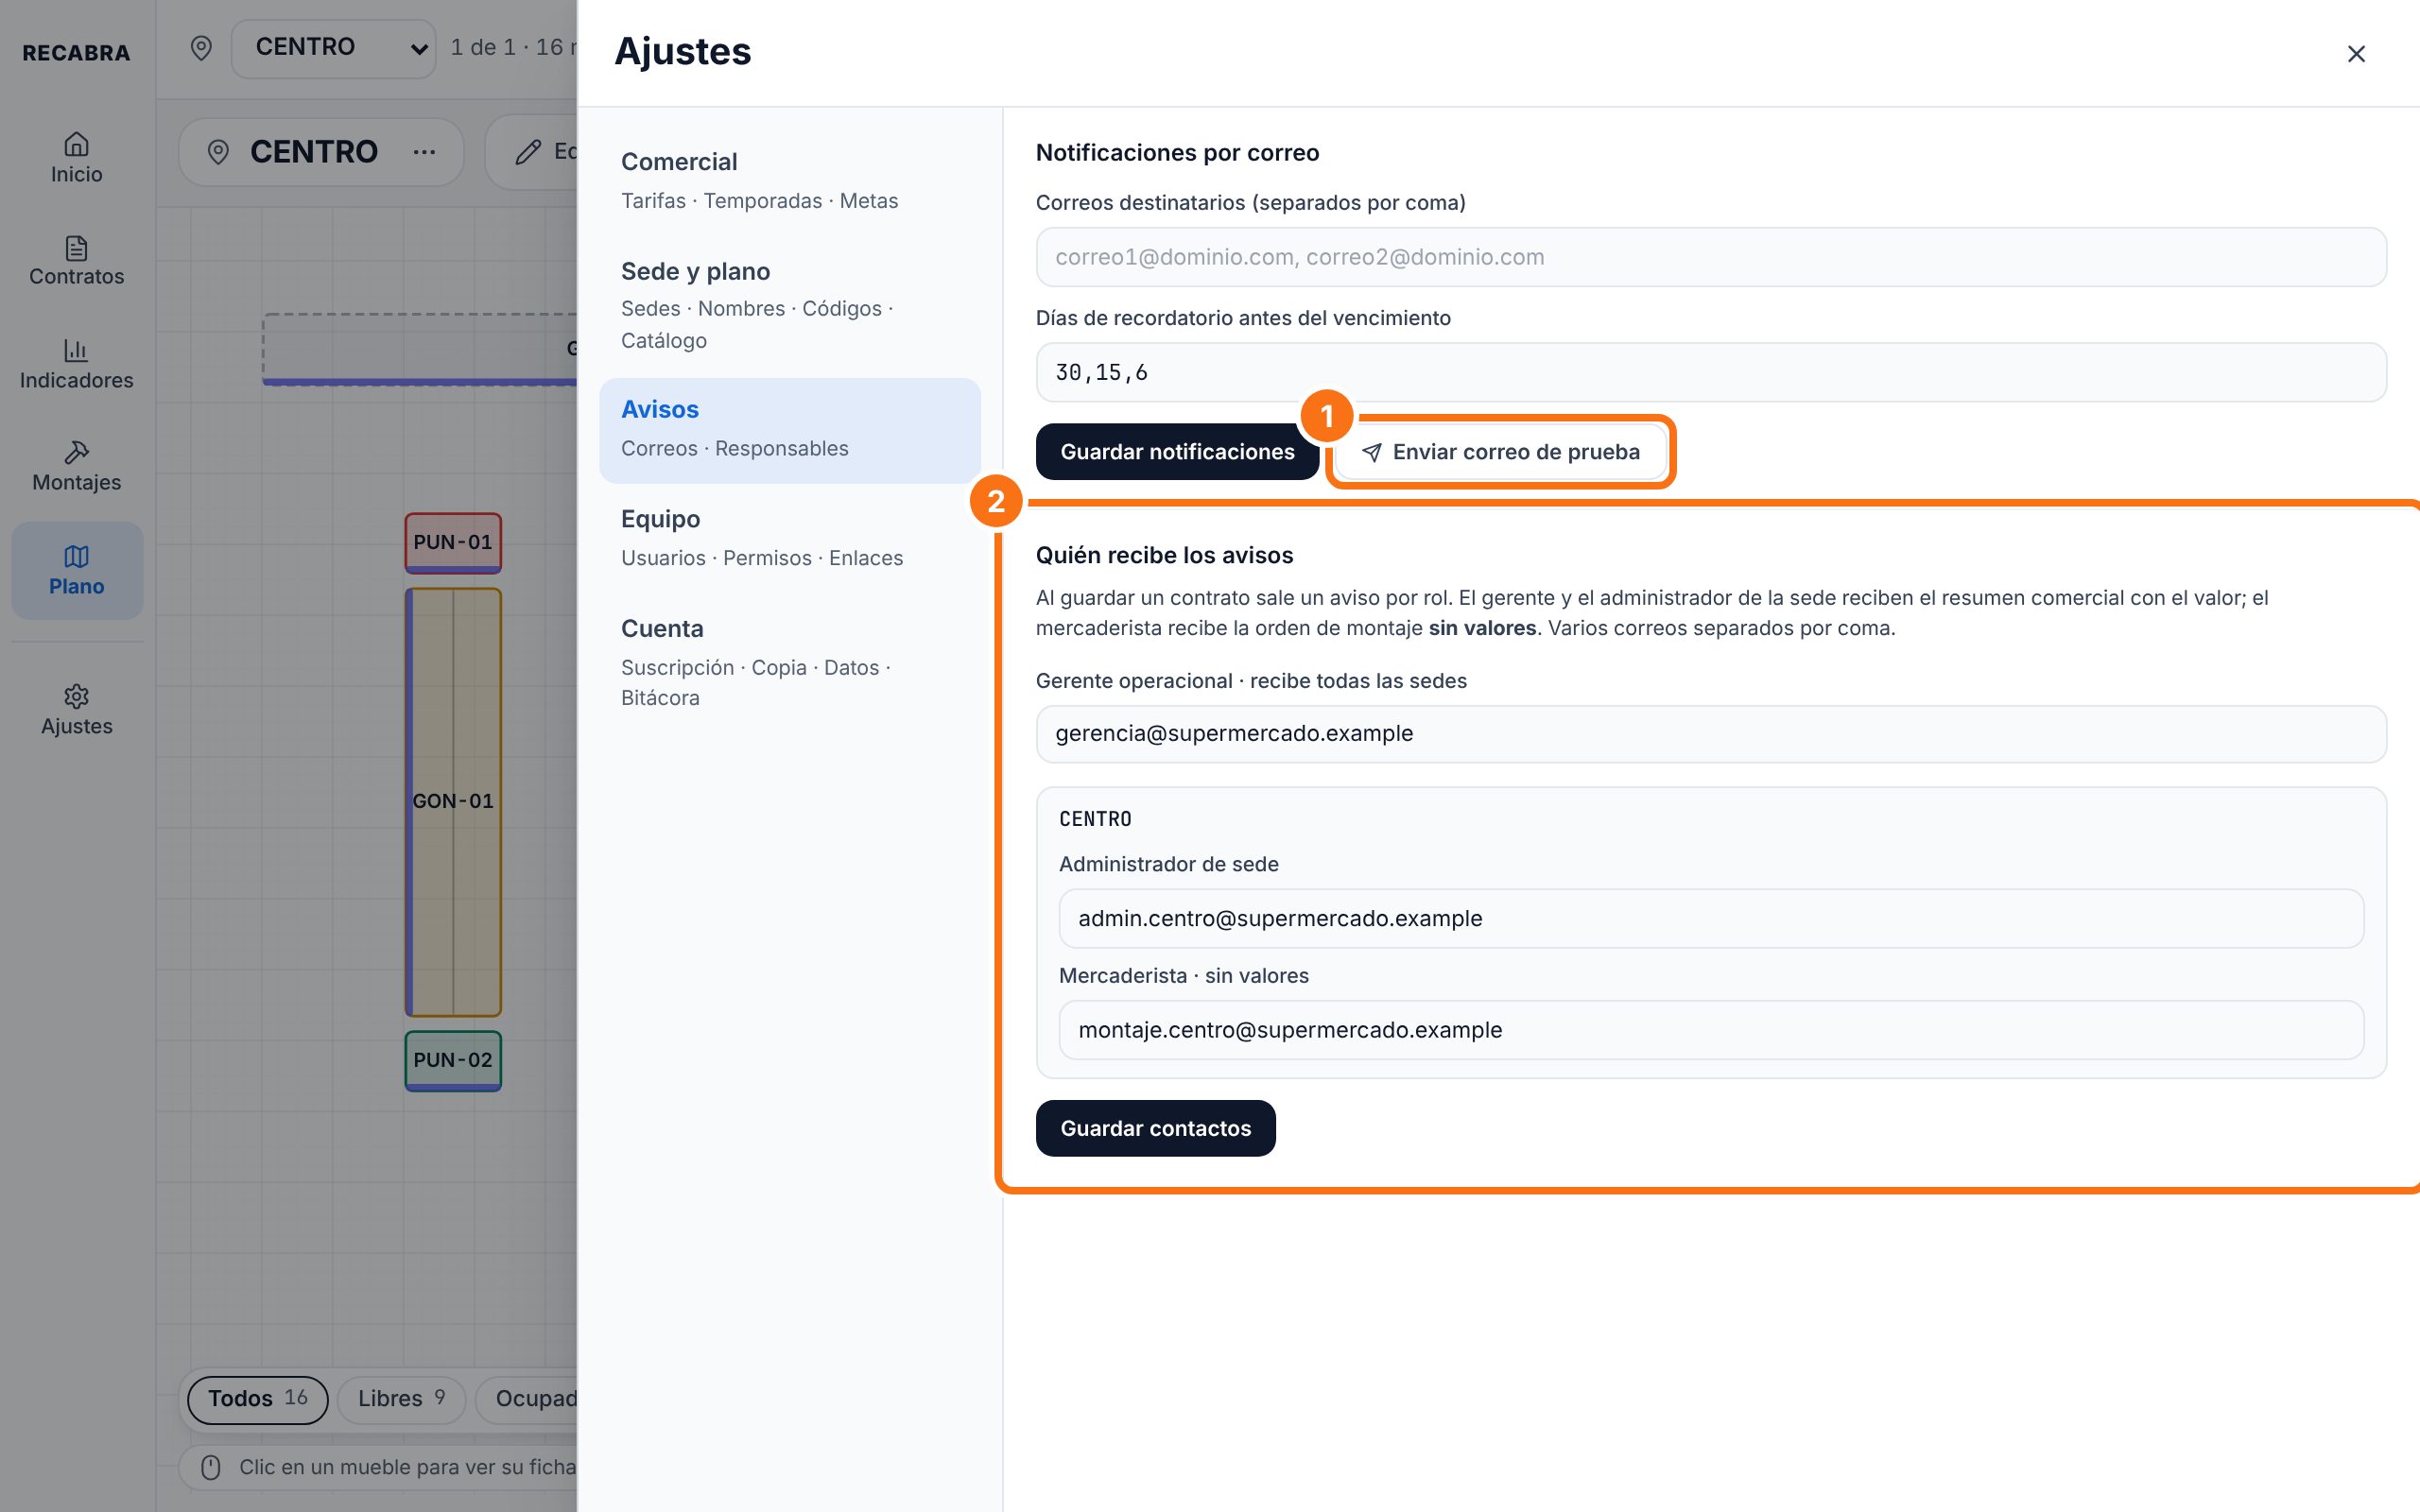 RECABRA
Inicio
Contratos
Indicadores
Montajes
Plano
Ajustes
CENTRO
1 de 1 · 16
CENTRO
PUN-01
GON-01
PUN-02
Todos 16
Libres 9
Ocupad
Clic en un mueble para ver su ficha
Ajustes
Comercial
Tarifas · Temporadas · Metas
Sede y plano
Sedes · Nombres · Códigos ·
Catálogo
Avisos
Correos · Responsables
Equipo
Usuarios · Permisos · Enlaces
Cuenta
Suscripción · Copia · Datos ·
Bitácora
Notificaciones por correo
Correos destinatarios (separados por coma)
correo1@dominio.com, correo2@dominio.com
Días de recordatorio antes del vencimiento
30,15,6
Guardar notificaciones
1
Enviar correo de prueba
2
Quién recibe los avisos
Al guardar un contrato sale un aviso por rol. El gerente y el administrador de la sede reciben el resumen comercial con el valor; el
mercaderista recibe la orden de montaje sin valores. Varios correos separados por coma.
Gerente operacional · recibe todas las sedes
gerencia@supermercado.example
CENTRO
Administrador de sede
admin.centro@supermercado.example
Mercaderista · sin valores
montaje.centro@supermercado.example
Guardar contactos